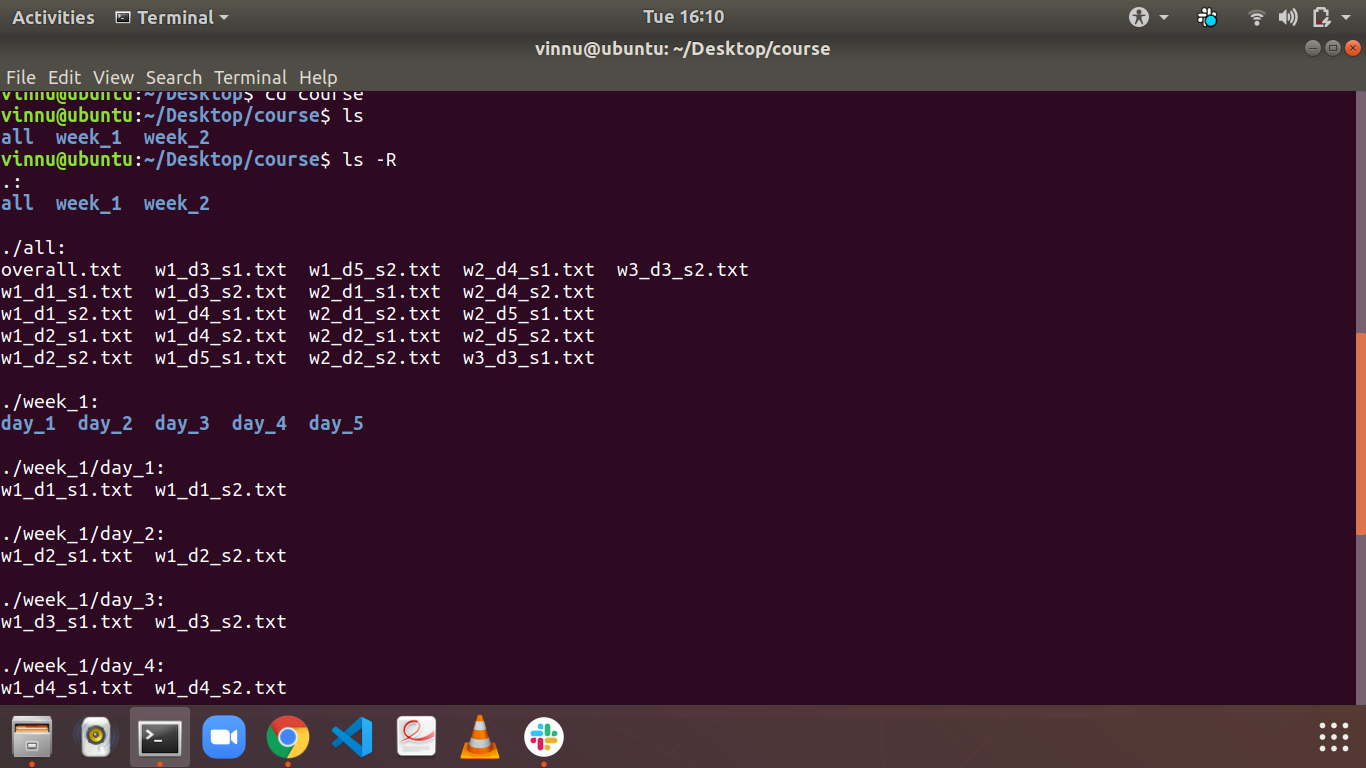 Activities Terminal Tue 16:10
vinnu@ubuntu: ~/Desktop/course
File Edit View Search Terminal Help
vinnu@ubuntu:~/Desktop$ cd course
vinnu@ubuntu:~/Desktop/course$ ls
all week_1 week_2
vinnu@ubuntu:~/Desktop/course$ ls -R
.:
all week_1 week_2
./all:
overall.txt w1_d3_s1.txt w1_d5_s2.txt w2_d4_s1.txt w3_d3_s2.txt
w1_d1_s1.txt w1_d3_s2.txt w2_d1_s1.txt w2_d4_s2.txt
w1_d1_s2.txt w1_d4_s1.txt w2_d1_s2.txt w2_d5_s1.txt
w1_d2_s1.txt w1_d4_s2.txt w2_d2_s1.txt w2_d5_s2.txt
w1_d2_s2.txt w1_d5_s1.txt w2_d2_s2.txt w3_d3_s1.txt
./week_1:
day_1 day_2 day_3 day_4 day_5
./week_1/day_1:
w1_d1_s1.txt w1_d1_s2.txt
./week_1/day_2:
w1_d2_s1.txt w1_d2_s2.txt
./week_1/day_3:
w1_d3_s1.txt w1_d3_s2.txt
./week_1/day_4:
w1_d4_s1.txt w1_d4_s2.txt